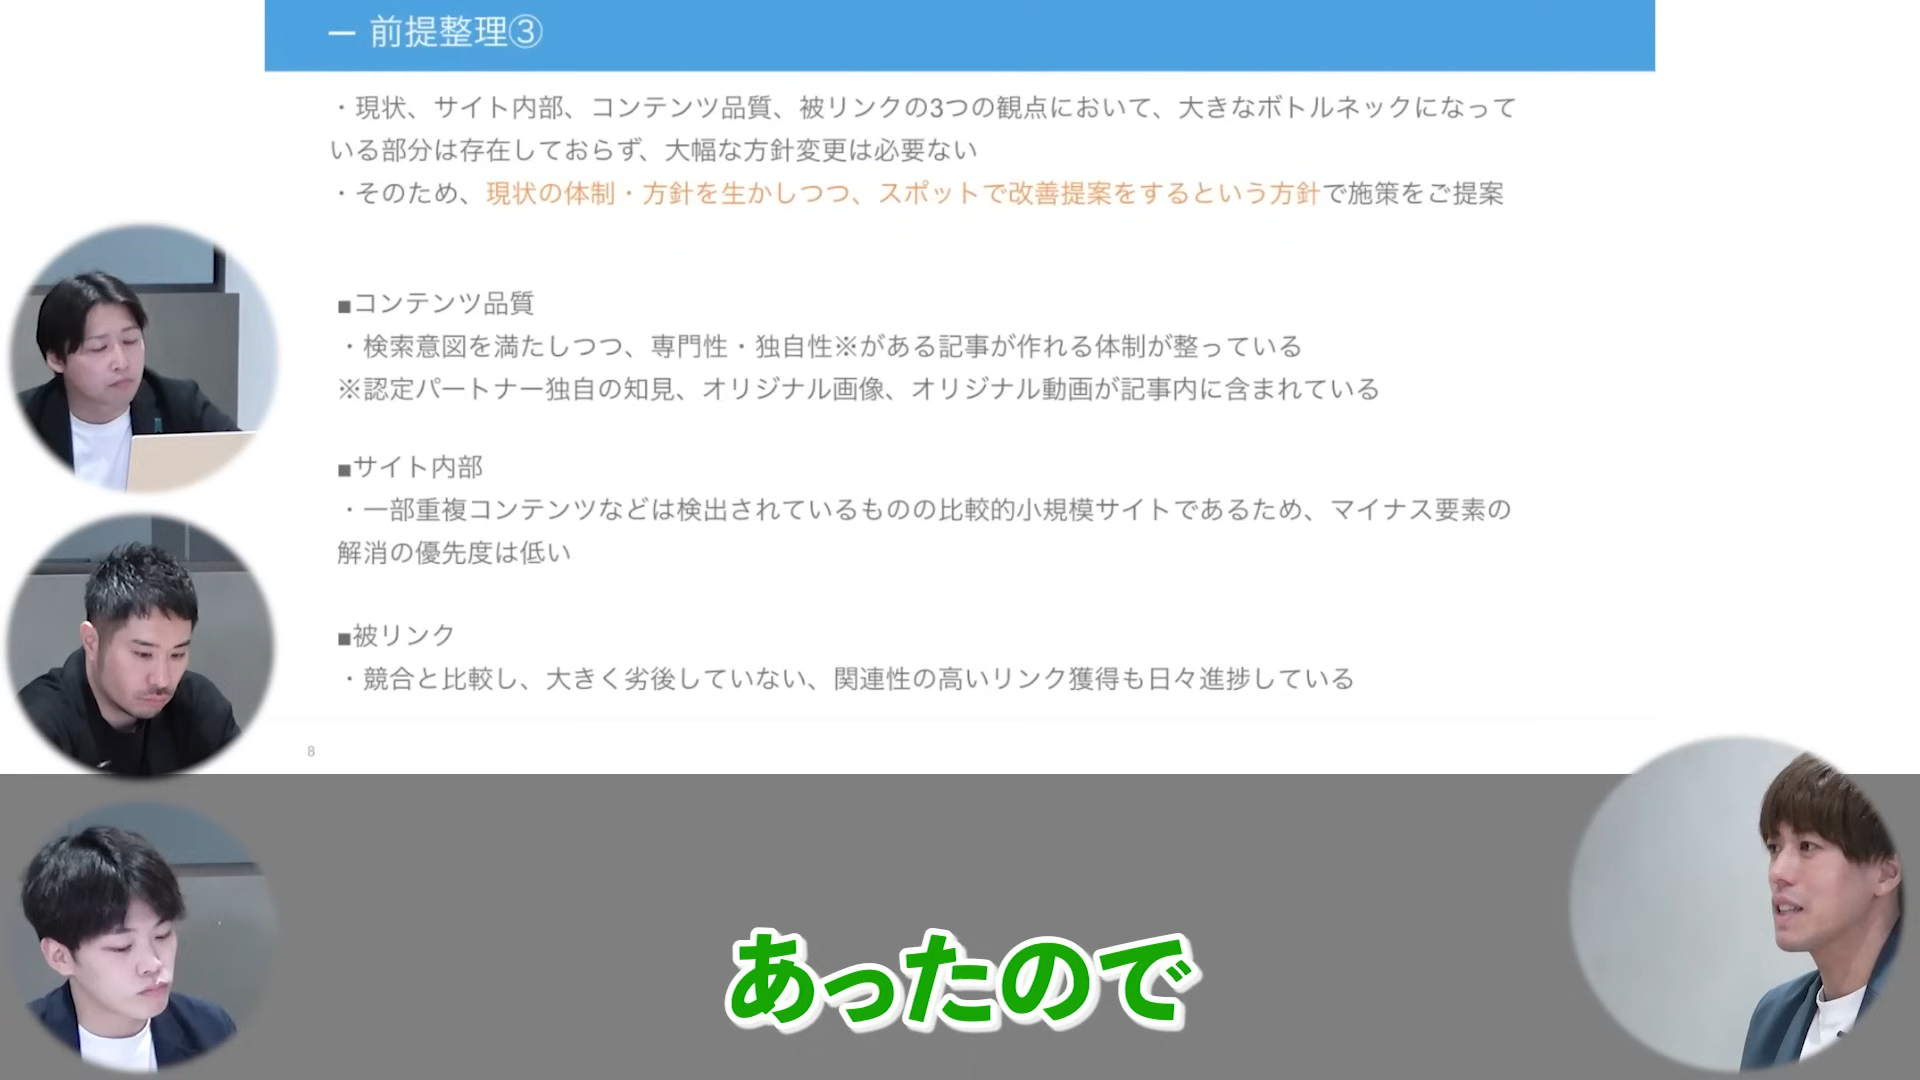 ー 前提整理③
・現状、サイト内部、コンテンツ品質、被リンクの3つの観点において、大きなボトルネックになって
いる部分は存在しておらず、大幅な方針変更は必要ない
・そのため、現状の体制・方針を生かしつつ、スポットで改善提案をするという方針で施策をご提案
■コンテンツ品質
・検索意図を満たしつつ、専門性・独自性※がある記事が作れる体制が整っている
※認定パートナー独自の知見、オリジナル画像、オリジナル動画が記事内に含まれている
■サイト内部
・一部重複コンテンツなどは検出されているものの比較的小規模サイトであるため、マイナス要素の
解消の優先度は低い
■被リンク
・競合と比較し、大きく劣後していない、関連性の高いリンク獲得も日々進捗している
8
あったので